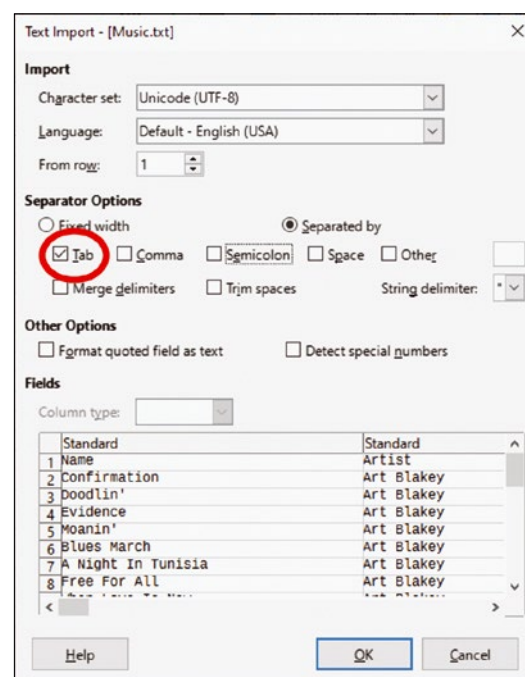 Text Import - [Music.txt]
Import
Character set: Unicode (UTF-8)
Language: Default - English (USA)
From row: 1
Separator Options
Fixed width Separated by
Tab Comma Semicolon Space Other
Merge delimiters Trim spaces String delimiter: "
Other Options
Format quoted field as text Detect special numbers
Fields
Column type:
Standard Standard
1 Name Artist
2 Confirmation Art Blakey
3 Doodlin' Art Blakey
4 Evidence Art Blakey
5 Moanin' Art Blakey
6 Blues March Art Blakey
7 A Night In Tunisia Art Blakey
8 Free For All Art Blakey
Help OK Cancel